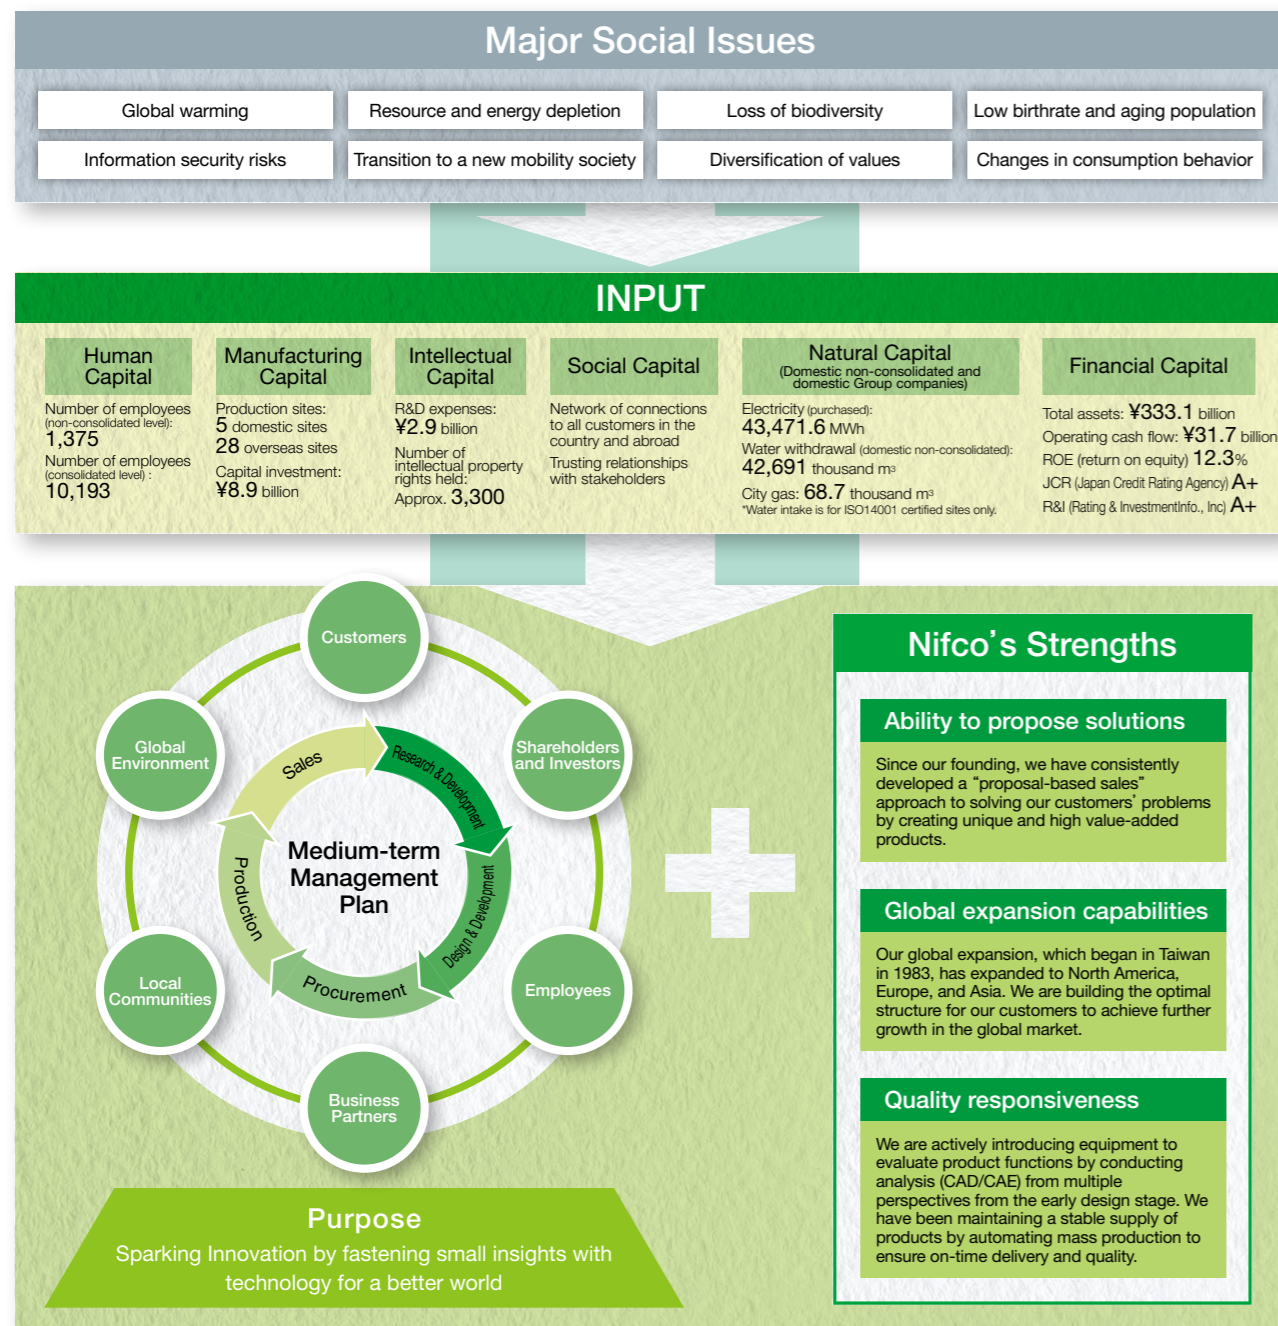 Major Social Issues
Global warming
Resource and energy depletion
Loss of biodiversity
Low birthrate and aging population
Information security risks
Transition to a new mobility society
Diversification of values
Changes in consumption behavior
INPUT
Human
Capital
Number of employees
(non-consolidated level):
1,375
Number of employees
(consolidated level) :
10,193
Manufacturing
Capital
Production sites:
5 domestic sites
28 overseas sites
Capital investment:
¥8.9 billion
Intellectual
Capital
R&D expenses:
¥2.9 billion
Number of
intellectual property
rights held:
Approx. 3,300
Social Capital
Network of connections
to all customers in the
country and abroad
Trusting relationships
with stakeholders
Natural Capital
(Domestic non-consolidated and
domestic Group companies)
Electricity (purchased):
43,471.6 MWh
Water withdrawal (domestic non-consolidated):
42,691 thousand m³
City gas: 68.7 thousand m³
*Water intake is for ISO14001 certified sites only.
Financial Capital
Total assets: ¥333.1 billion
Operating cash flow: ¥31.7 billion
ROE (return on equity) 12.3%
JCR (Japan Credit Rating Agency) A+
R&I (Rating & InvestmentInfo., Inc) A+
Customers
Shareholders
and Investors
Employees
Business
Partners
Local
Communities
Global
Environment
Research & Development
Design & Development
Procurement
Production
Sales
Medium-term
Management
Plan
Purpose
Sparking Innovation by fastening small insights with
technology for a better world
Nifco's Strengths
Ability to propose solutions
Since our founding, we have consistently
developed a “proposal-based sales”
approach to solving our customers' problems
by creating unique and high value-added
products.
Global expansion capabilities
Our global expansion, which began in Taiwan
in 1983, has expanded to North America,
Europe, and Asia. We are building the optimal
structure for our customers to achieve further
growth in the global market.
Quality responsiveness
We are actively introducing equipment to
evaluate product functions by conducting
analysis (CAD/CAE) from multiple
perspectives from the early design stage. We
have been maintaining a stable supply of
products by automating mass production to
ensure on-time delivery and quality.